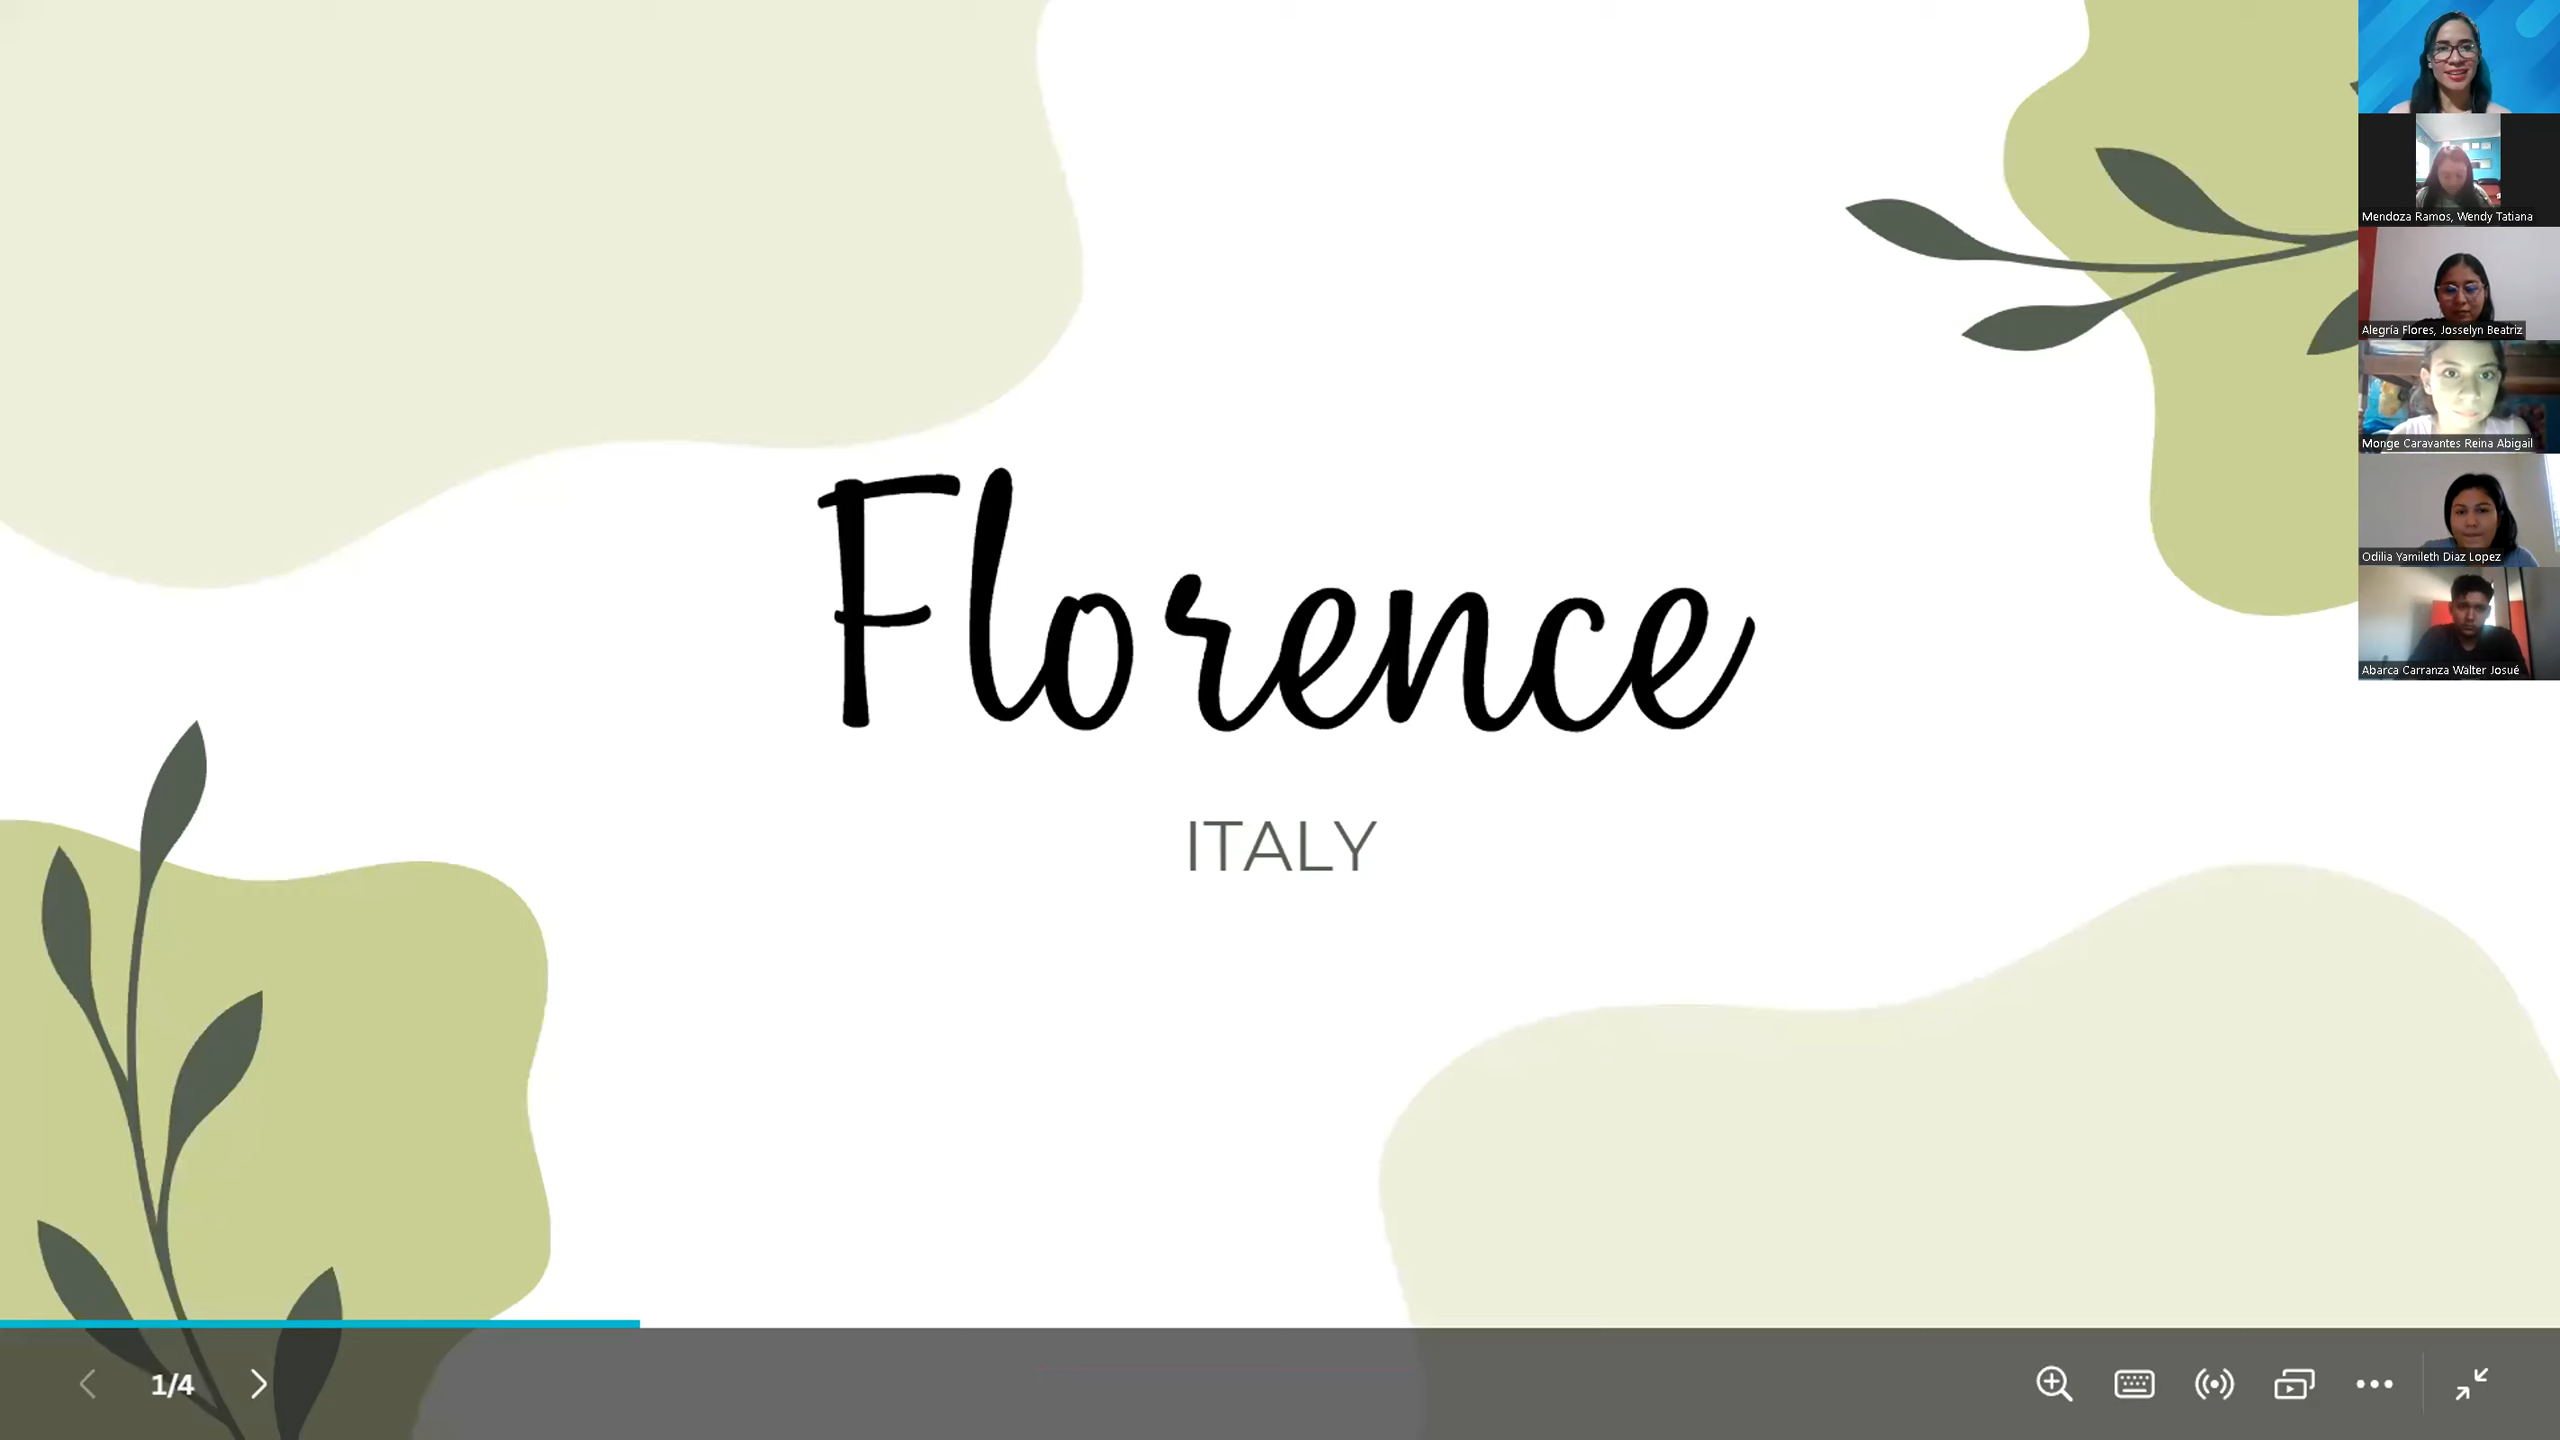 Florence
ITALY
Mendoza Ramos, Wendy Tatiana
Alegría Flores, Josselyn Beatriz
Monge Caravantes Reina Abigail
Odilia Yamileth Diaz Lopez
Abarca Carranza Walter Josué
1/4